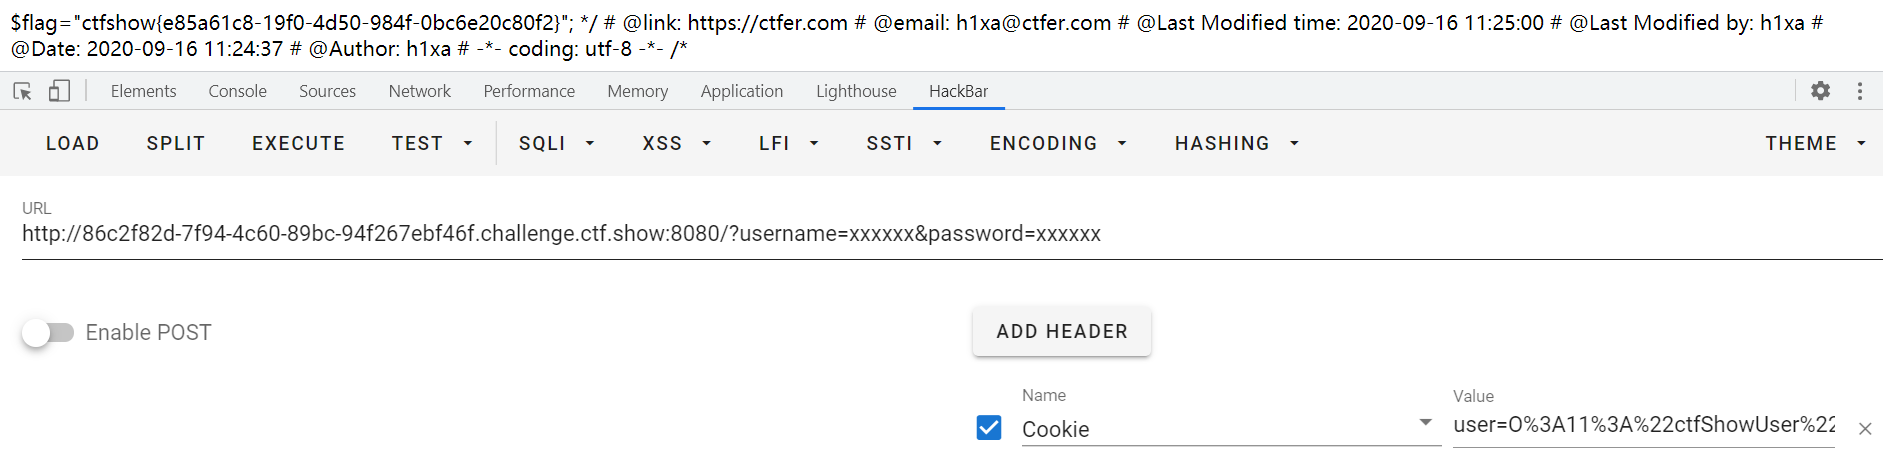 $flag="ctfshow{e85a61c8-19f0-4d50-984f-0bc6e20c80f2}"; */ # @link: https://ctfer.com # @email: h1xa@ctfer.com # @Last Modified time: 2020-09-16 11:25:00 # @Last Modified by: h1xa #
@Date: 2020-09-16 11:24:37 # @Author: h1xa # -*- coding: utf-8 -*- /*
Elements Console Sources Network Performance Memory Application Lighthouse HackBar
LOAD SPLIT EXECUTE TEST SQLI XSS LFI SSTI ENCODING HASHING THEME
URL
http://86c2f82d-7f94-4c60-89bc-94f267ebf46f.challenge.ctf.show:8080/?username=xxxxxx&password=xxxxxx
Enable POST ADD HEADER
Name Value
Cookie user=O%3A11%3A%22ctfShowUser%22